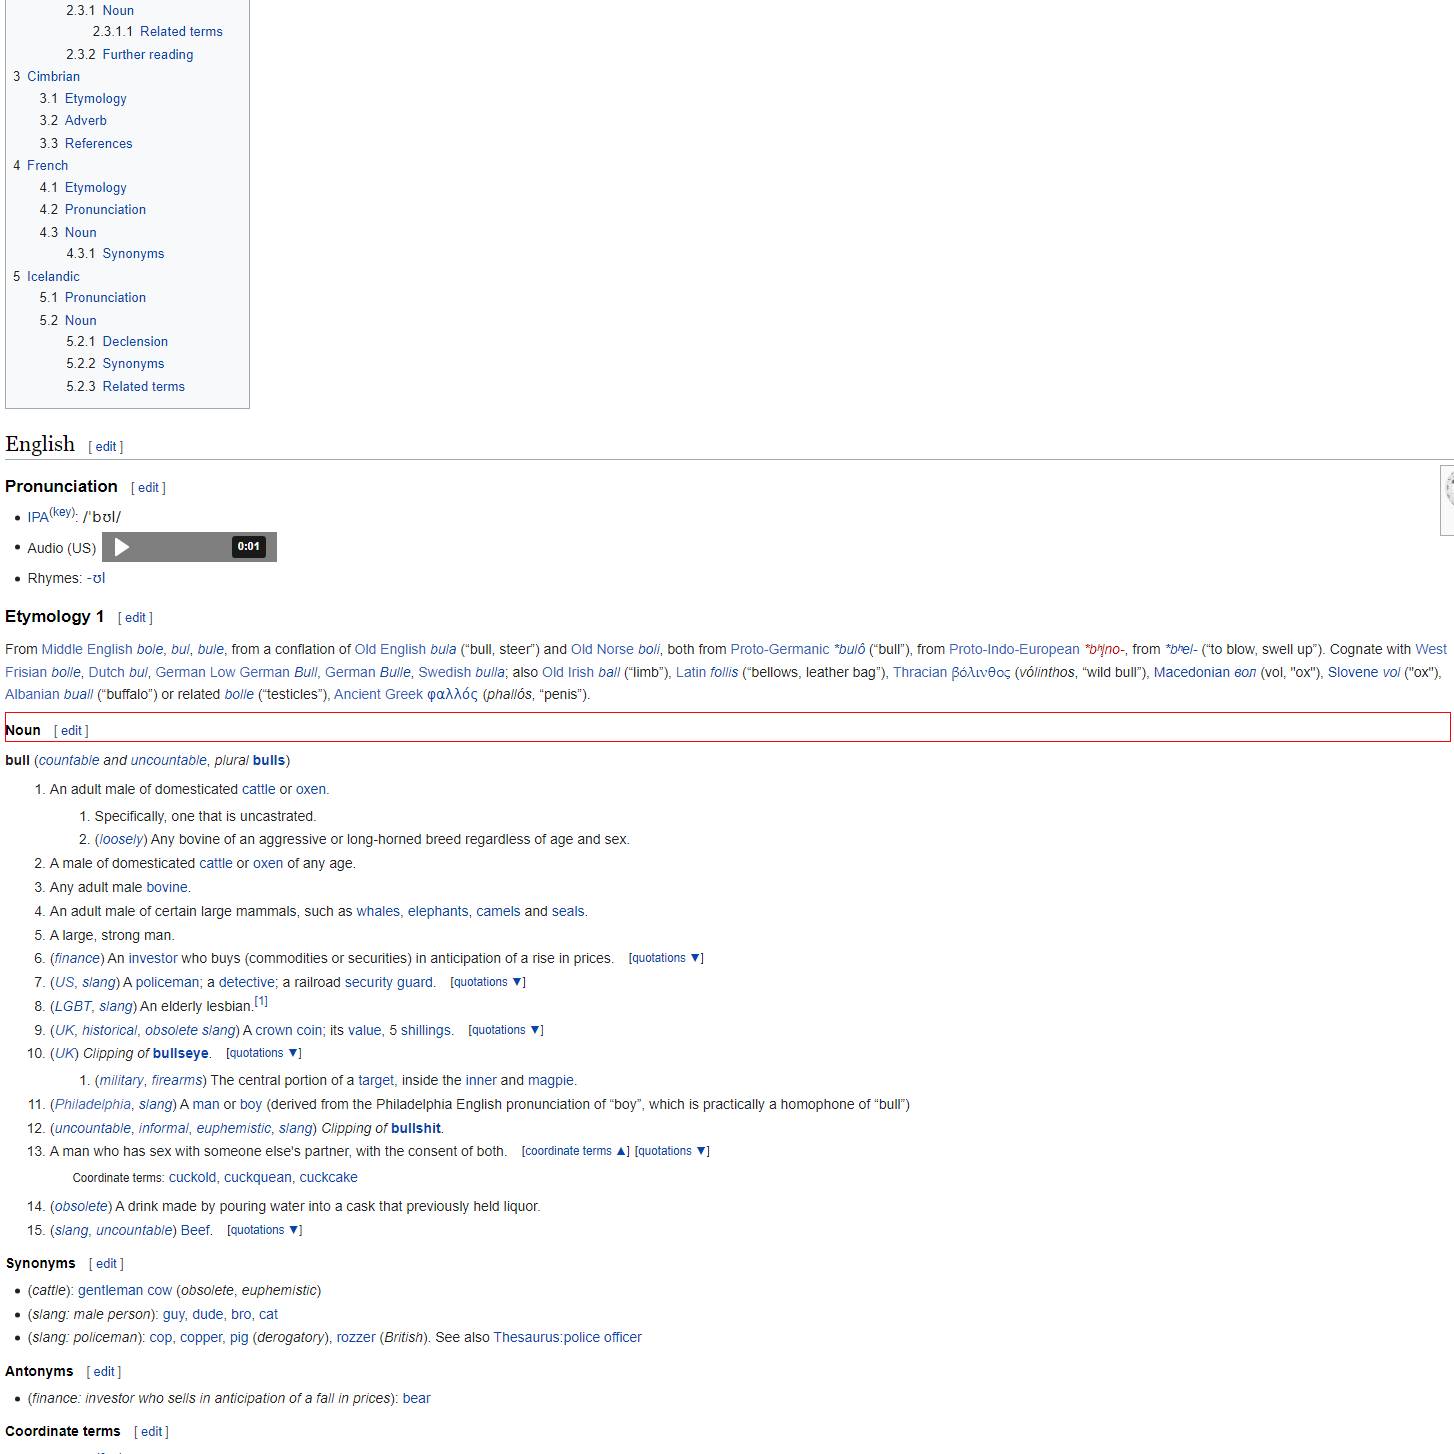 2.3.1 Noun
2.3.1.1 Related terms
2.3.2 Further reading
3 Cimbrian
3.1 Etymology
3.2 Adverb
3.3 References
4 French
4.1 Etymology
4.2 Pronunciation
4.3 Noun
4.3.1 Synonyms
5 Icelandic
5.1 Pronunciation
5.2 Noun
5.2.1 Declension
5.2.2 Synonyms
5.2.3 Related terms
English [ edit ]
Pronunciation [ edit ]
• IPA(key): /ˈbʊl/
• Audio (US) 0:01
• Rhymes: -ʊl
Etymology 1 [ edit ]
From Middle English bole, bul, bule, from a conflation of Old English bula (“bull, steer”) and Old Norse boli, both from Proto-Germanic *bulô (“bull”), from Proto-Indo-European *bʰl̥no-, from *bʰel- (“to blow, swell up”). Cognate with West
Frisian bolle, Dutch bul, German Low German Bull, German Bulle, Swedish bulla; also Old Irish ball (“limb”), Latin follis (“bellows, leather bag”), Thracian βόλινθος (vólinthos, “wild bull”), Macedonian вол (vol, "ox"), Slovene vol ("ox"),
Albanian buall (“buffalo”) or related bolle (“testicles”), Ancient Greek φαλλός (phallós, “penis”).
Noun [ edit ]
bull (countable and uncountable, plural bulls)
1. An adult male of domesticated cattle or oxen.
1. Specifically, one that is uncastrated.
2. (loosely) Any bovine of an aggressive or long-horned breed regardless of age and sex.
2. A male of domesticated cattle or oxen of any age.
3. Any adult male bovine.
4. An adult male of certain large mammals, such as whales, elephants, camels and seals.
5. A large, strong man.
6. (finance) An investor who buys (commodities or securities) in anticipation of a rise in prices. [quotations ▼]
7. (US, slang) A policeman; a detective; a railroad security guard. [quotations ▼]
8. (LGBT, slang) An elderly lesbian.[1]
9. (UK, historical, obsolete slang) A crown coin; its value, 5 shillings. [quotations ▼]
10. (UK) Clipping of bullseye. [quotations ▼]
1. (military, firearms) The central portion of a target, inside the inner and magpie.
11. (Philadelphia, slang) A man or boy (derived from the Philadelphia English pronunciation of “boy”, which is practically a homophone of “bull”)
12. (uncountable, informal, euphemistic, slang) Clipping of bullshit.
13. A man who has sex with someone else's partner, with the consent of both. [coordinate terms ▲] [quotations ▼]
Coordinate terms: cuckold, cuckquean, cuckcake
14. (obsolete) A drink made by pouring water into a cask that previously held liquor.
15. (slang, uncountable) Beef. [quotations ▼]
Synonyms [ edit ]
• (cattle): gentleman cow (obsolete, euphemistic)
• (slang: male person): guy, dude, bro, cat
• (slang: policeman): cop, copper, pig (derogatory), rozzer (British). See also Thesaurus:police officer
Antonyms [ edit ]
• (finance: investor who sells in anticipation of a fall in prices): bear
Coordinate terms [ edit ]